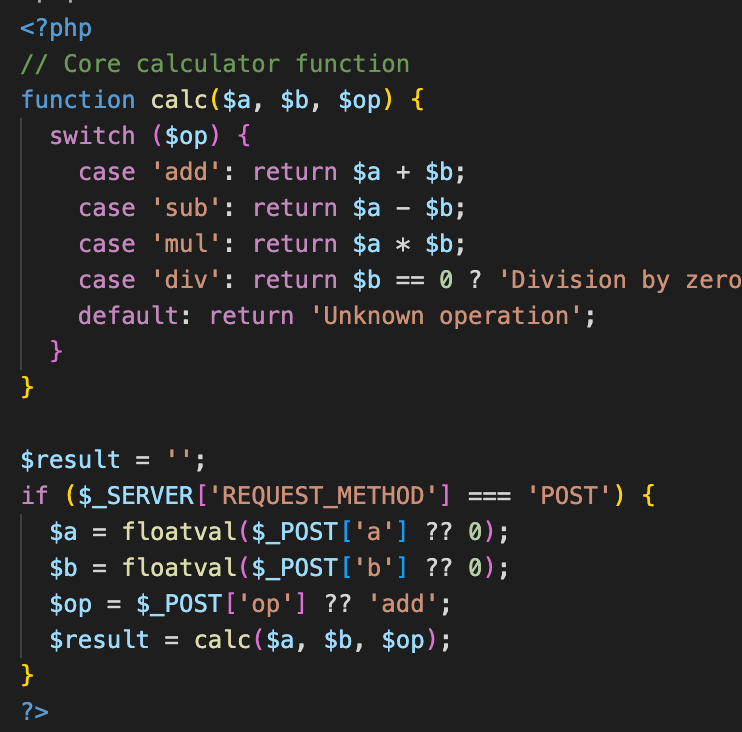 <?php
// Core calculator function
function calc($a, $b, $op) {
  switch ($op) {
    case 'add': return $a + $b;
    case 'sub': return $a - $b;
    case 'mul': return $a * $b;
    case 'div': return $b == 0 ? 'Division by zero
    default: return 'Unknown operation';
  }
}

$result = '';
if ($_SERVER['REQUEST_METHOD'] === 'POST') {
  $a = floatval($_POST['a'] ?? 0);
  $b = floatval($_POST['b'] ?? 0);
  $op = $_POST['op'] ?? 'add';
  $result = calc($a, $b, $op);
}
?>